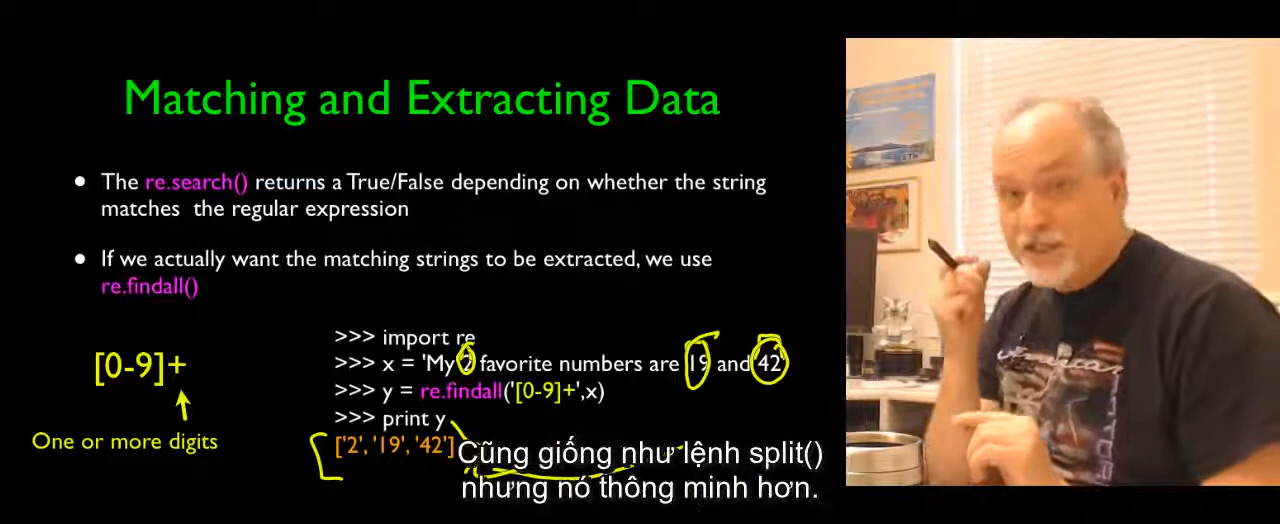 Matching and Extracting Data
• The re.search() returns a True/False depending on whether the string
matches the regular expression
• If we actually want the matching strings to be extracted, we use
re.findall()
[0-9]+
One or more digits
>>> import re
>>> x = 'My 2 favorite numbers are 19 and 42'
>>> y = re.findall('[0-9]+',x)
>>> print y
['2', '19', '42']
Cũng giống như lệnh split()
nhưng nó thông minh hơn.